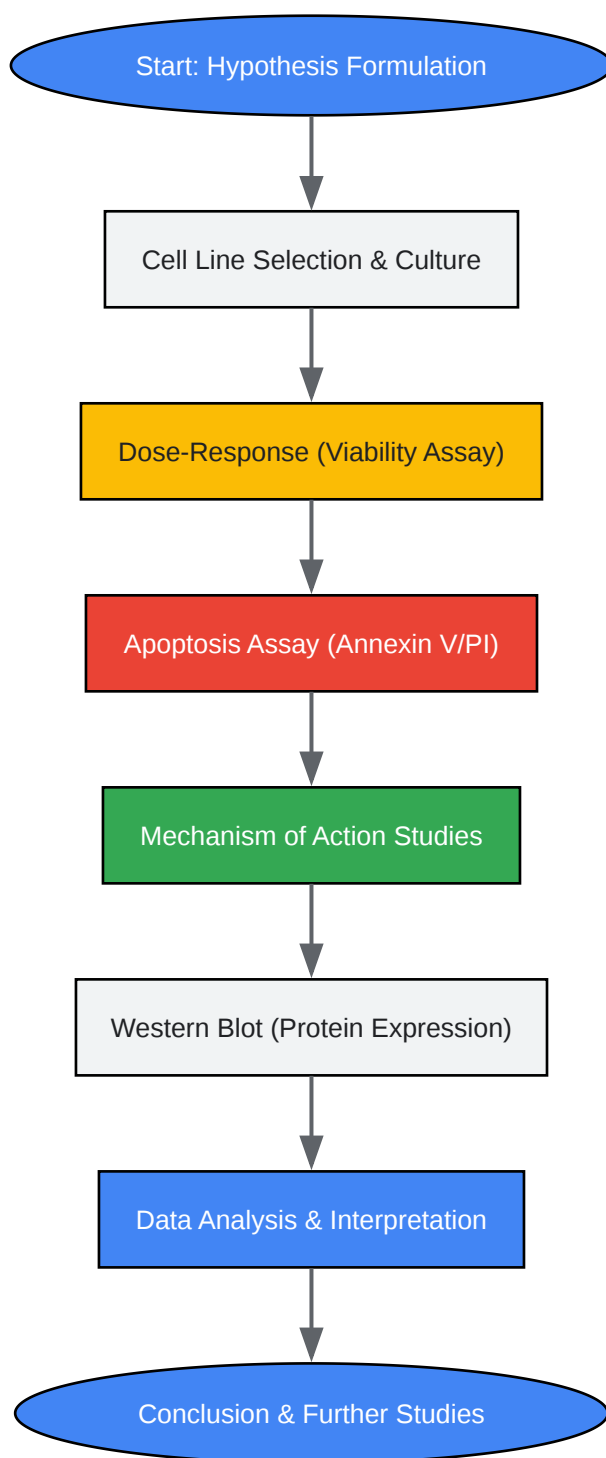 Start: Hypothesis Formulation
Cell Line Selection & Culture
Dose-Response (Viability Assay)
Apoptosis Assay (Annexin V/PI)
Mechanism of Action Studies
Western Blot (Protein Expression)
Data Analysis & Interpretation
Conclusion & Further Studies